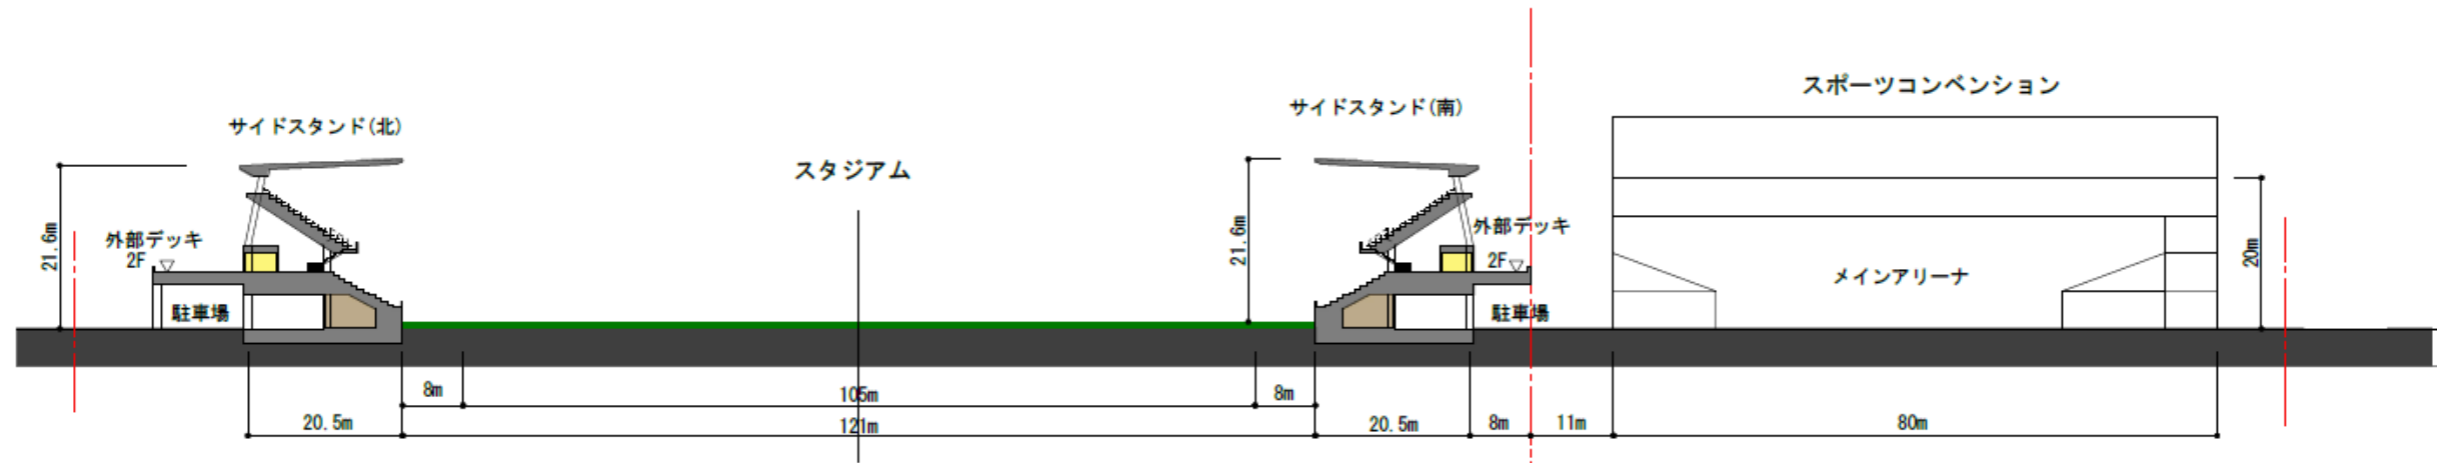 スポーツコンベンション
サイドスタンド(南)
サイドスタンド(北)
スタジアム
21.6m
外部デッキ
2F
駐車場
21.6m
外部デッキ
2F
駐車場
メインアリーナ
20m
8m
105m
8m
20.5m
121m
20.5m
8m
11m
80m